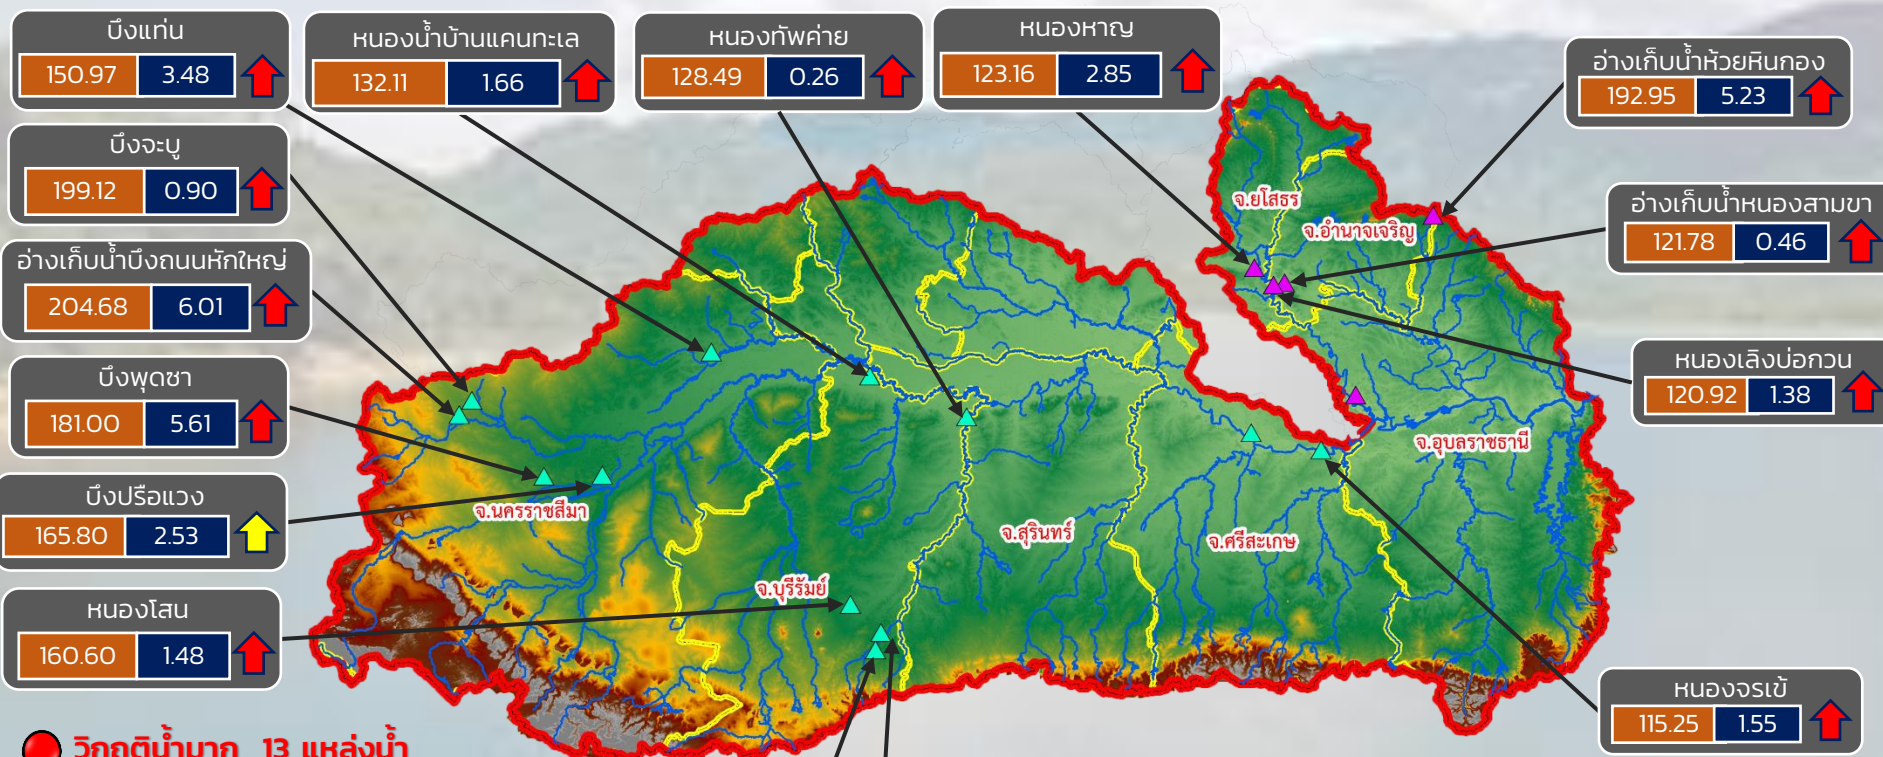 บึงแท่น
150.97 3.48
หนองน้ำบ้านแคนทะเล
132.11 1.66
หนองทัพค่าย
128.49 0.26
หนองหาญ
123.16 2.85
อ่างเก็บน้ำห้วยหินกอง
192.95 5.23
บึงจะบู
199.12 0.90
อ่างเก็บน้ำหนองสามขา
121.78 0.46
อ่างเก็บน้ำบึงถนนหักใหญ่
204.68 6.01
หนองเลิงบ่อกวน
120.92 1.38
บึงพุดซา
181.00 5.61
บึงปรือแวง
165.80 2.53
หนองโสน
160.60 1.48
หนองจรเข้
115.25 1.55
จ.ยโสธร
จ.อำนาจเจริญ
จ.อุบลราชธานี
จ.นครราชสีมา
จ.สุรินทร์
จ.ศรีสะเกษ
จ.บุรีรัมย์
วิกฤติน้ำมาก 13 แหล่งน้ำ